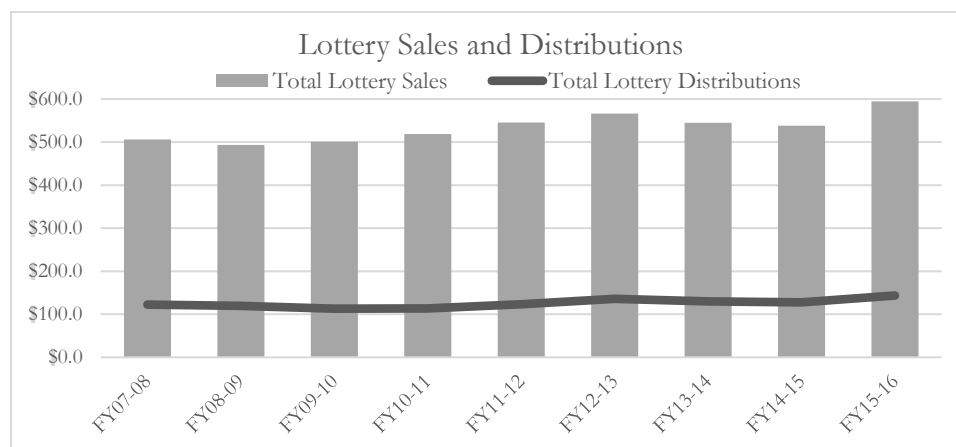 Lottery Sales and Distributions
Total Lottery Sales Total Lottery Distributions
$600.0
$500.0
$400.0
$300.0
$200.0
$100.0
$0.0
FY07-08 FY08-09 FY09-10 FY10-11 FY11-12 FY12-13 FY13-14 FY14-15 FY15-16